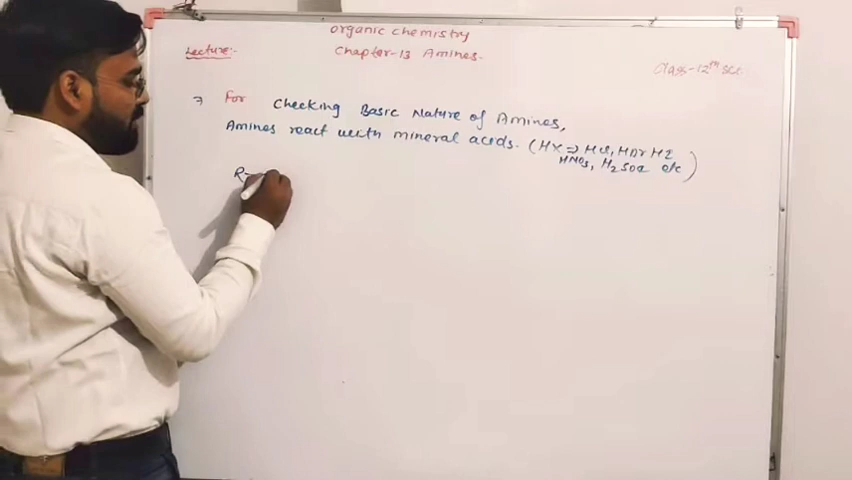 Organic chemistry
Lecture:-
Chapter-13 Amines.
Class-12th sci.
→ For Checking Basic Nature of Amines,
Amines react with mineral acids. (HX ⇒ HCl, HBr HI
HNO3, H2SO4 etc)
R-